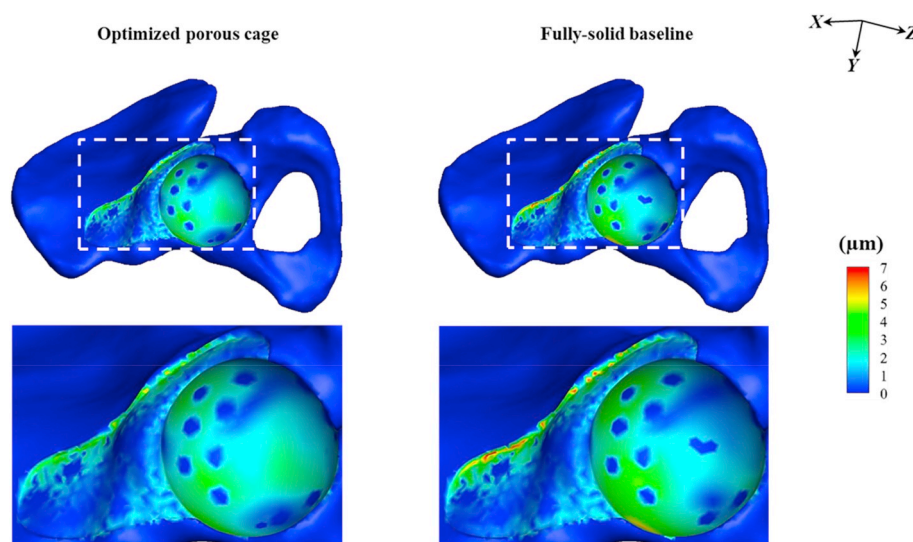 Optimized porous cage
Fully-solid baseline
X
Z
Y
(µm)
7
6
5
4
3
2
1
0